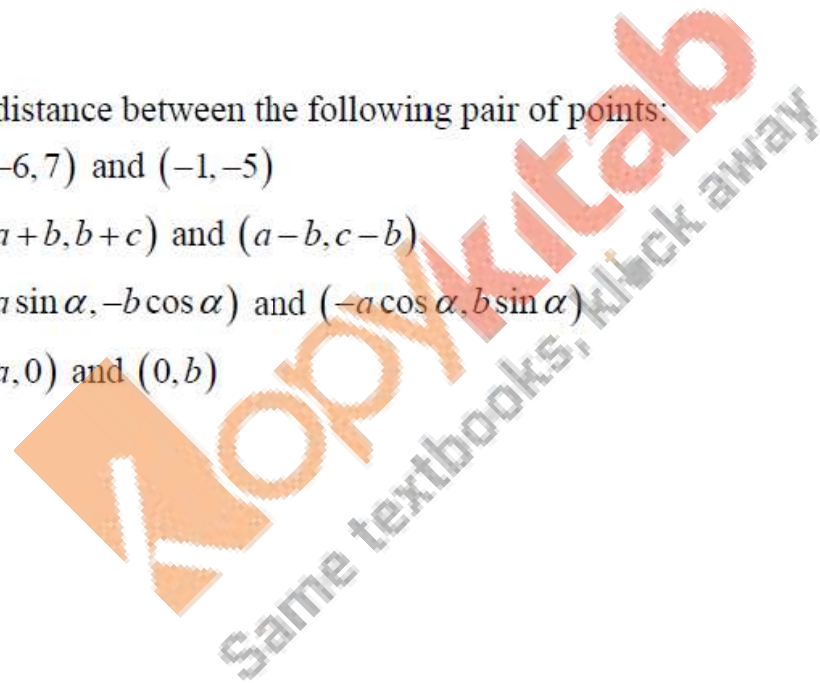 distance between the following pair of points:
−6,7) and (−1,−5)
a+b,b+c) and (a−b,c−b)
a sin α,−b cos α) and (−a cos α,b sin α)
a,0) and (0,b)
Kopykitab
Same textbooks, klick away